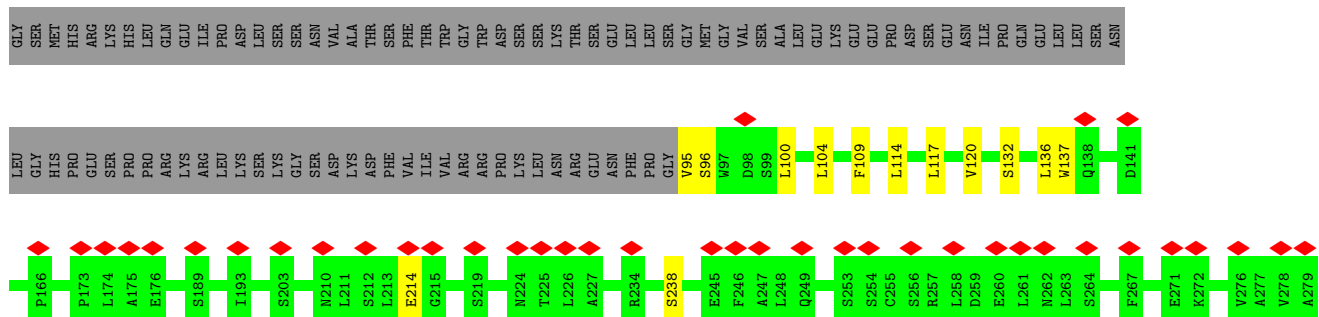 GLY SER MET HIS ARG LYS HIS LEU GLN GLU ILE PRO ASP LEU SER SER ASN VAL ALA THR SER PHE THR TRP GLY TRP ASP SER SER LYS THR SER GLU LEU LEU SER GLY MET GLY VAL SER ALA LEU GLU LYS GLU GLU PRO ASP SER GLU ASN ILE PRO GLN GLU LEU LEU SER ASN
LEU GLY HIS PRO GLU SER PRO PRO ARG LYS ARG LEU LYS SER LYS GLY SER ASP LYS ASP PHE VAL ILE VAL ARG ARG PRO LYS LEU ASN ARG GLU ASN PHE PRO GLY V95 S96 W97 D98 S99 L100 L104 F109 L114 L117 V120 S132 L136 W137 Q138 D141
P166 P173 L174 A175 E176 S189 I193 S203 N210 L211 S212 L213 E214 G215 S219 N224 T225 L226 A227 R234 S238 E245 F246 A247 L248 Q249 S253 S254 C255 S256 R257 L258 D259 E260 L261 N262 L263 S264 F267 E271 K272 V276 A277 V278 A279